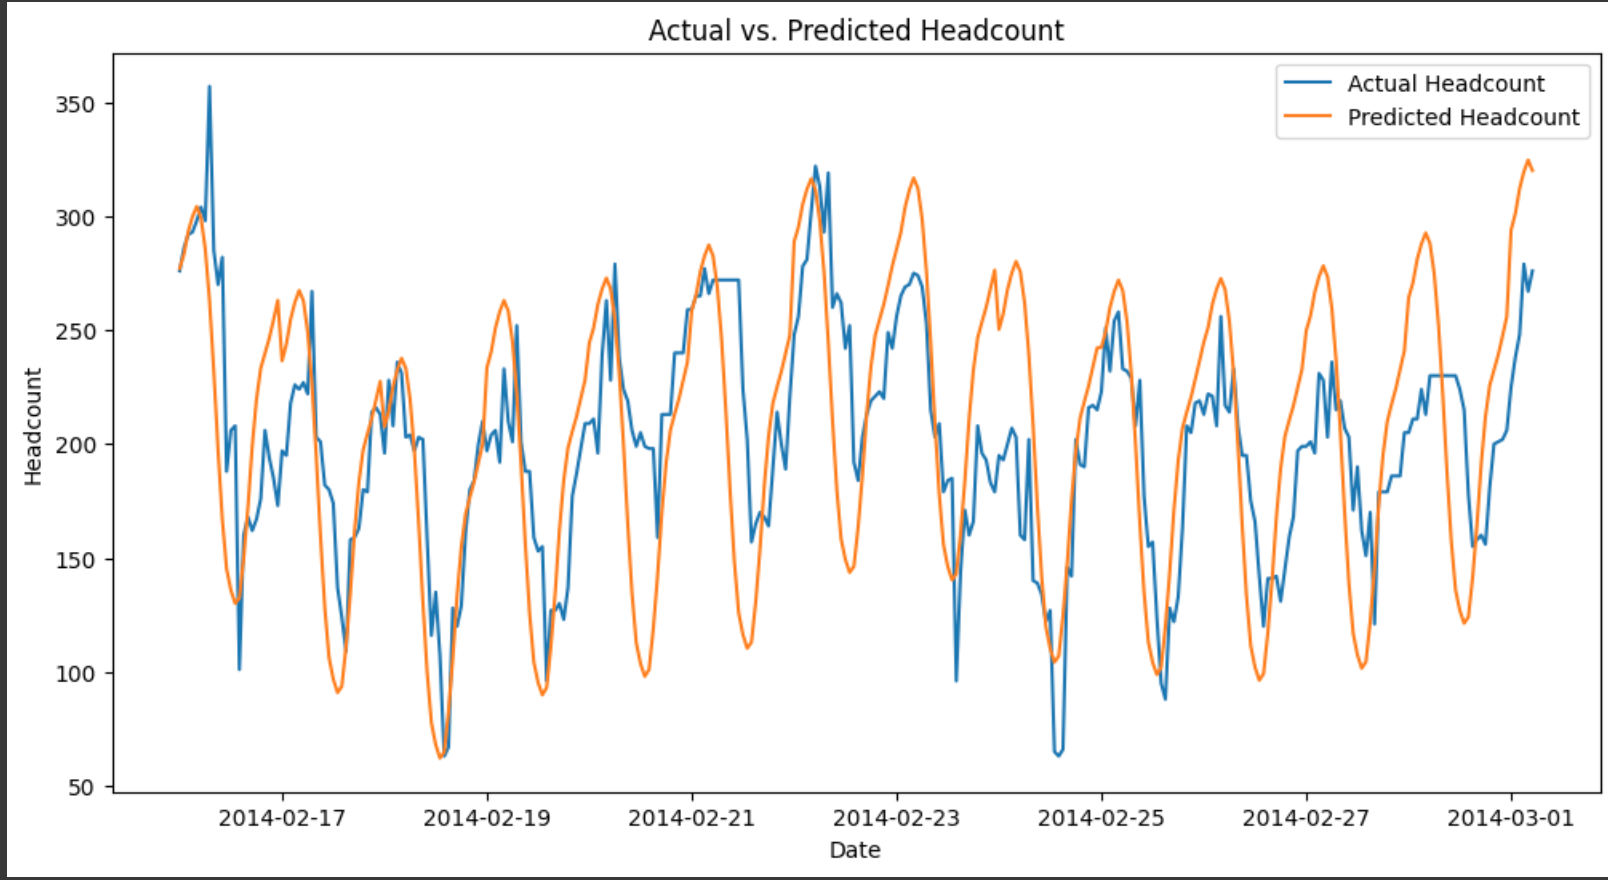 Actual vs. Predicted Headcount
Actual Headcount
Predicted Headcount
350
300
250
200
150
100
50
Headcount
2014-02-17
2014-02-19
2014-02-21
2014-02-23
2014-02-25
2014-02-27
2014-03-01
Date